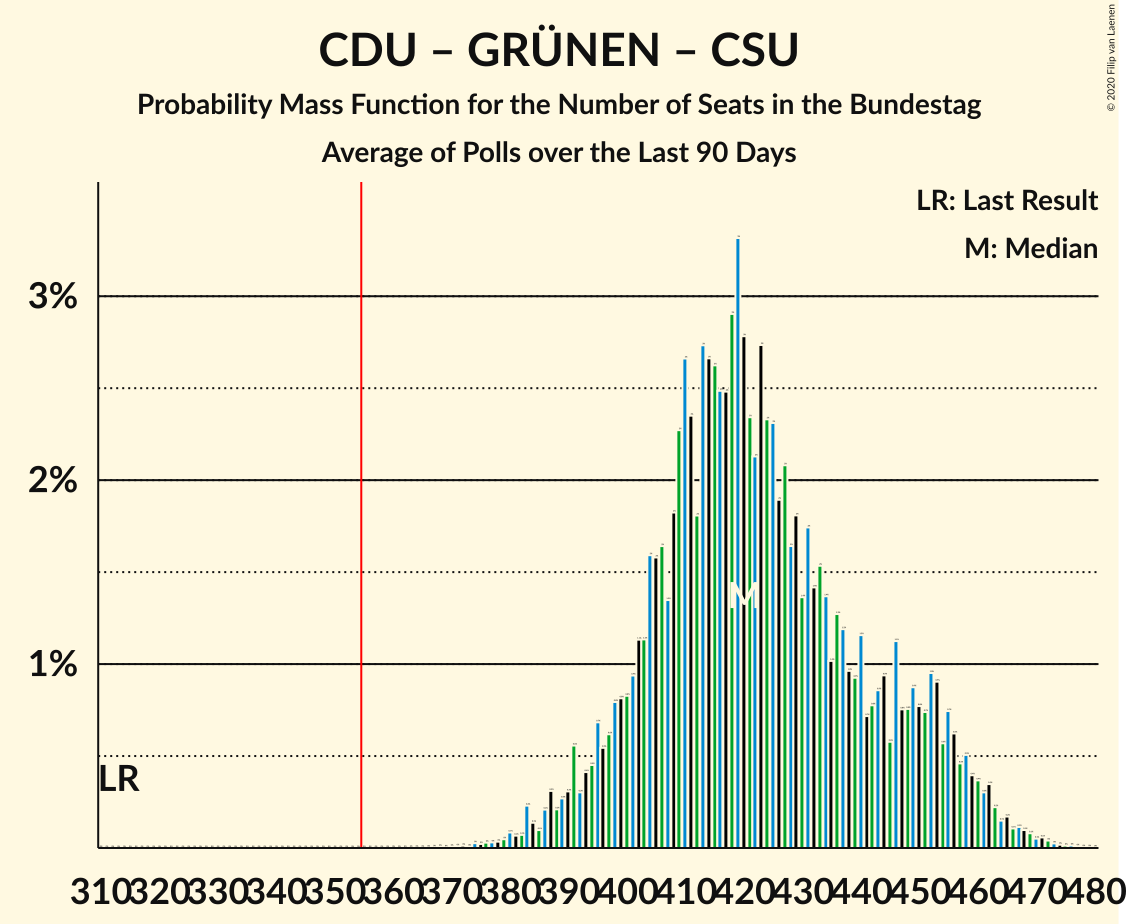 CDU – GRÜNEN – CSU
Probability Mass Function for the Number of Seats in the Bundestag
Average of Polls over the Last 90 Days
© 2020 Filip van Laenen
LR: Last Result
M: Median
3%
2%
1%
M
LR
310 320 330 340 350 360 370 380 390 400 410 420 430 440 450 460 470 480